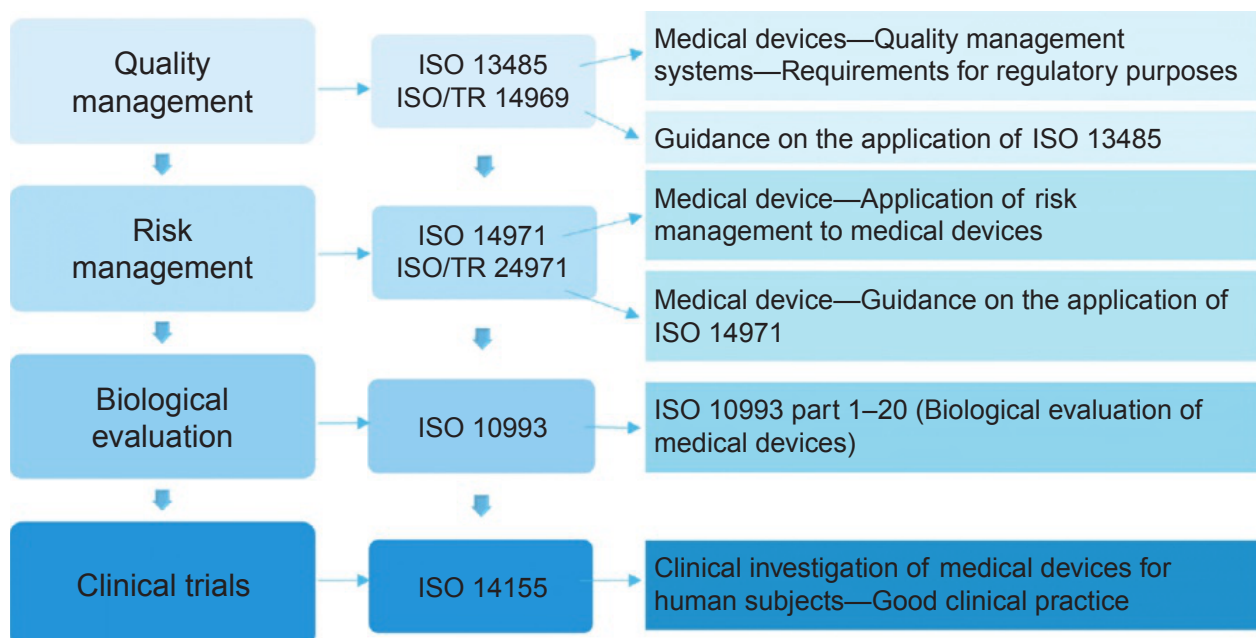 Quality
management
ISO 13485
ISO/TR 14969
Medical devices—Quality management
systems—Requirements for regulatory purposes
Guidance on the application of ISO 13485
Risk
management
ISO 14971
ISO/TR 24971
Medical device—Application of risk
management to medical devices
Medical device—Guidance on the application of
ISO 14971
Biological
evaluation
ISO 10993
ISO 10993 part 1–20 (Biological evaluation of
medical devices)
Clinical trials
ISO 14155
Clinical investigation of medical devices for
human subjects—Good clinical practice